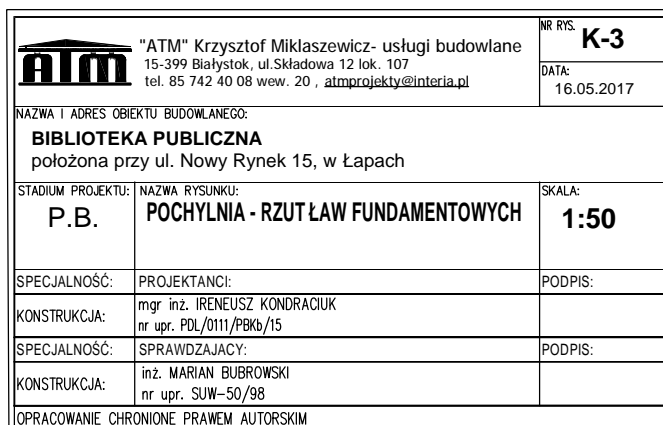 ATM
"ATM" Krzysztof Miklaszewicz- usługi budowlane
15-399 Białystok, ul.Składowa 12 lok. 107
tel. 85 742 40 08 wew. 20 , atmprojekty@interia.pl
NR RYS. K-3
DATA:
16.05.2017
NAZWA I ADRES OBIEKTU BUDOWLANEGO:
BIBLIOTEKA PUBLICZNA
położona przy ul. Nowy Rynek 15, w Łapach
STADIUM PROJEKTU: NAZWA RYSUNKU: SKALA:
P.B. POCHYLNIA - RZUT ŁAW FUNDAMENTOWYCH 1:50
SPECJALNOŚĆ: PROJEKTANCI: PODPIS:
KONSTRUKCJA: mgr inż. IRENEUSZ KONDRACIUK
nr upr. PDL/0111/PBKb/15
SPECJALNOŚĆ: SPRAWDZAJACY: PODPIS:
KONSTRUKCJA: inż. MARIAN BUBROWSKI
nr upr. SUW-50/98
OPRACOWANIE CHRONIONE PRAWEM AUTORSKIM